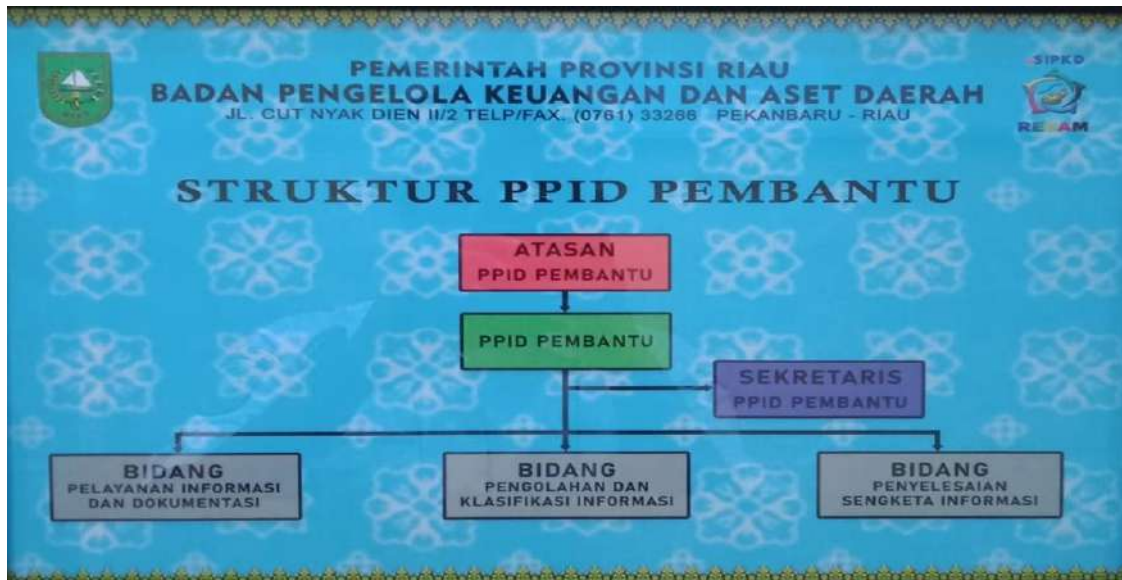 PEMERINTAH PROVINSI RIAU
SIPKD
BADAN PENGELOLA KEUANGAN DAN ASET DAERAH
JL. CUT NYAK DIEN II/2 TELP/FAX. (0761) 33266 PEKANBARU - RIAU
STRUKTUR PPID PEMBANTU
ATASAN
PPID PEMBANTU
PPID PEMBANTU
SEKRETARIS
PPID PEMBANTU
BIDANG
PELAYANAN INFORMASI
DAN DOKUMENTASI
BIDANG
PENGOLAHAN DAN
KLASIFIKASI INFORMASI
BIDANG
PENYELESAIAN
SENGKETA INFORMASI